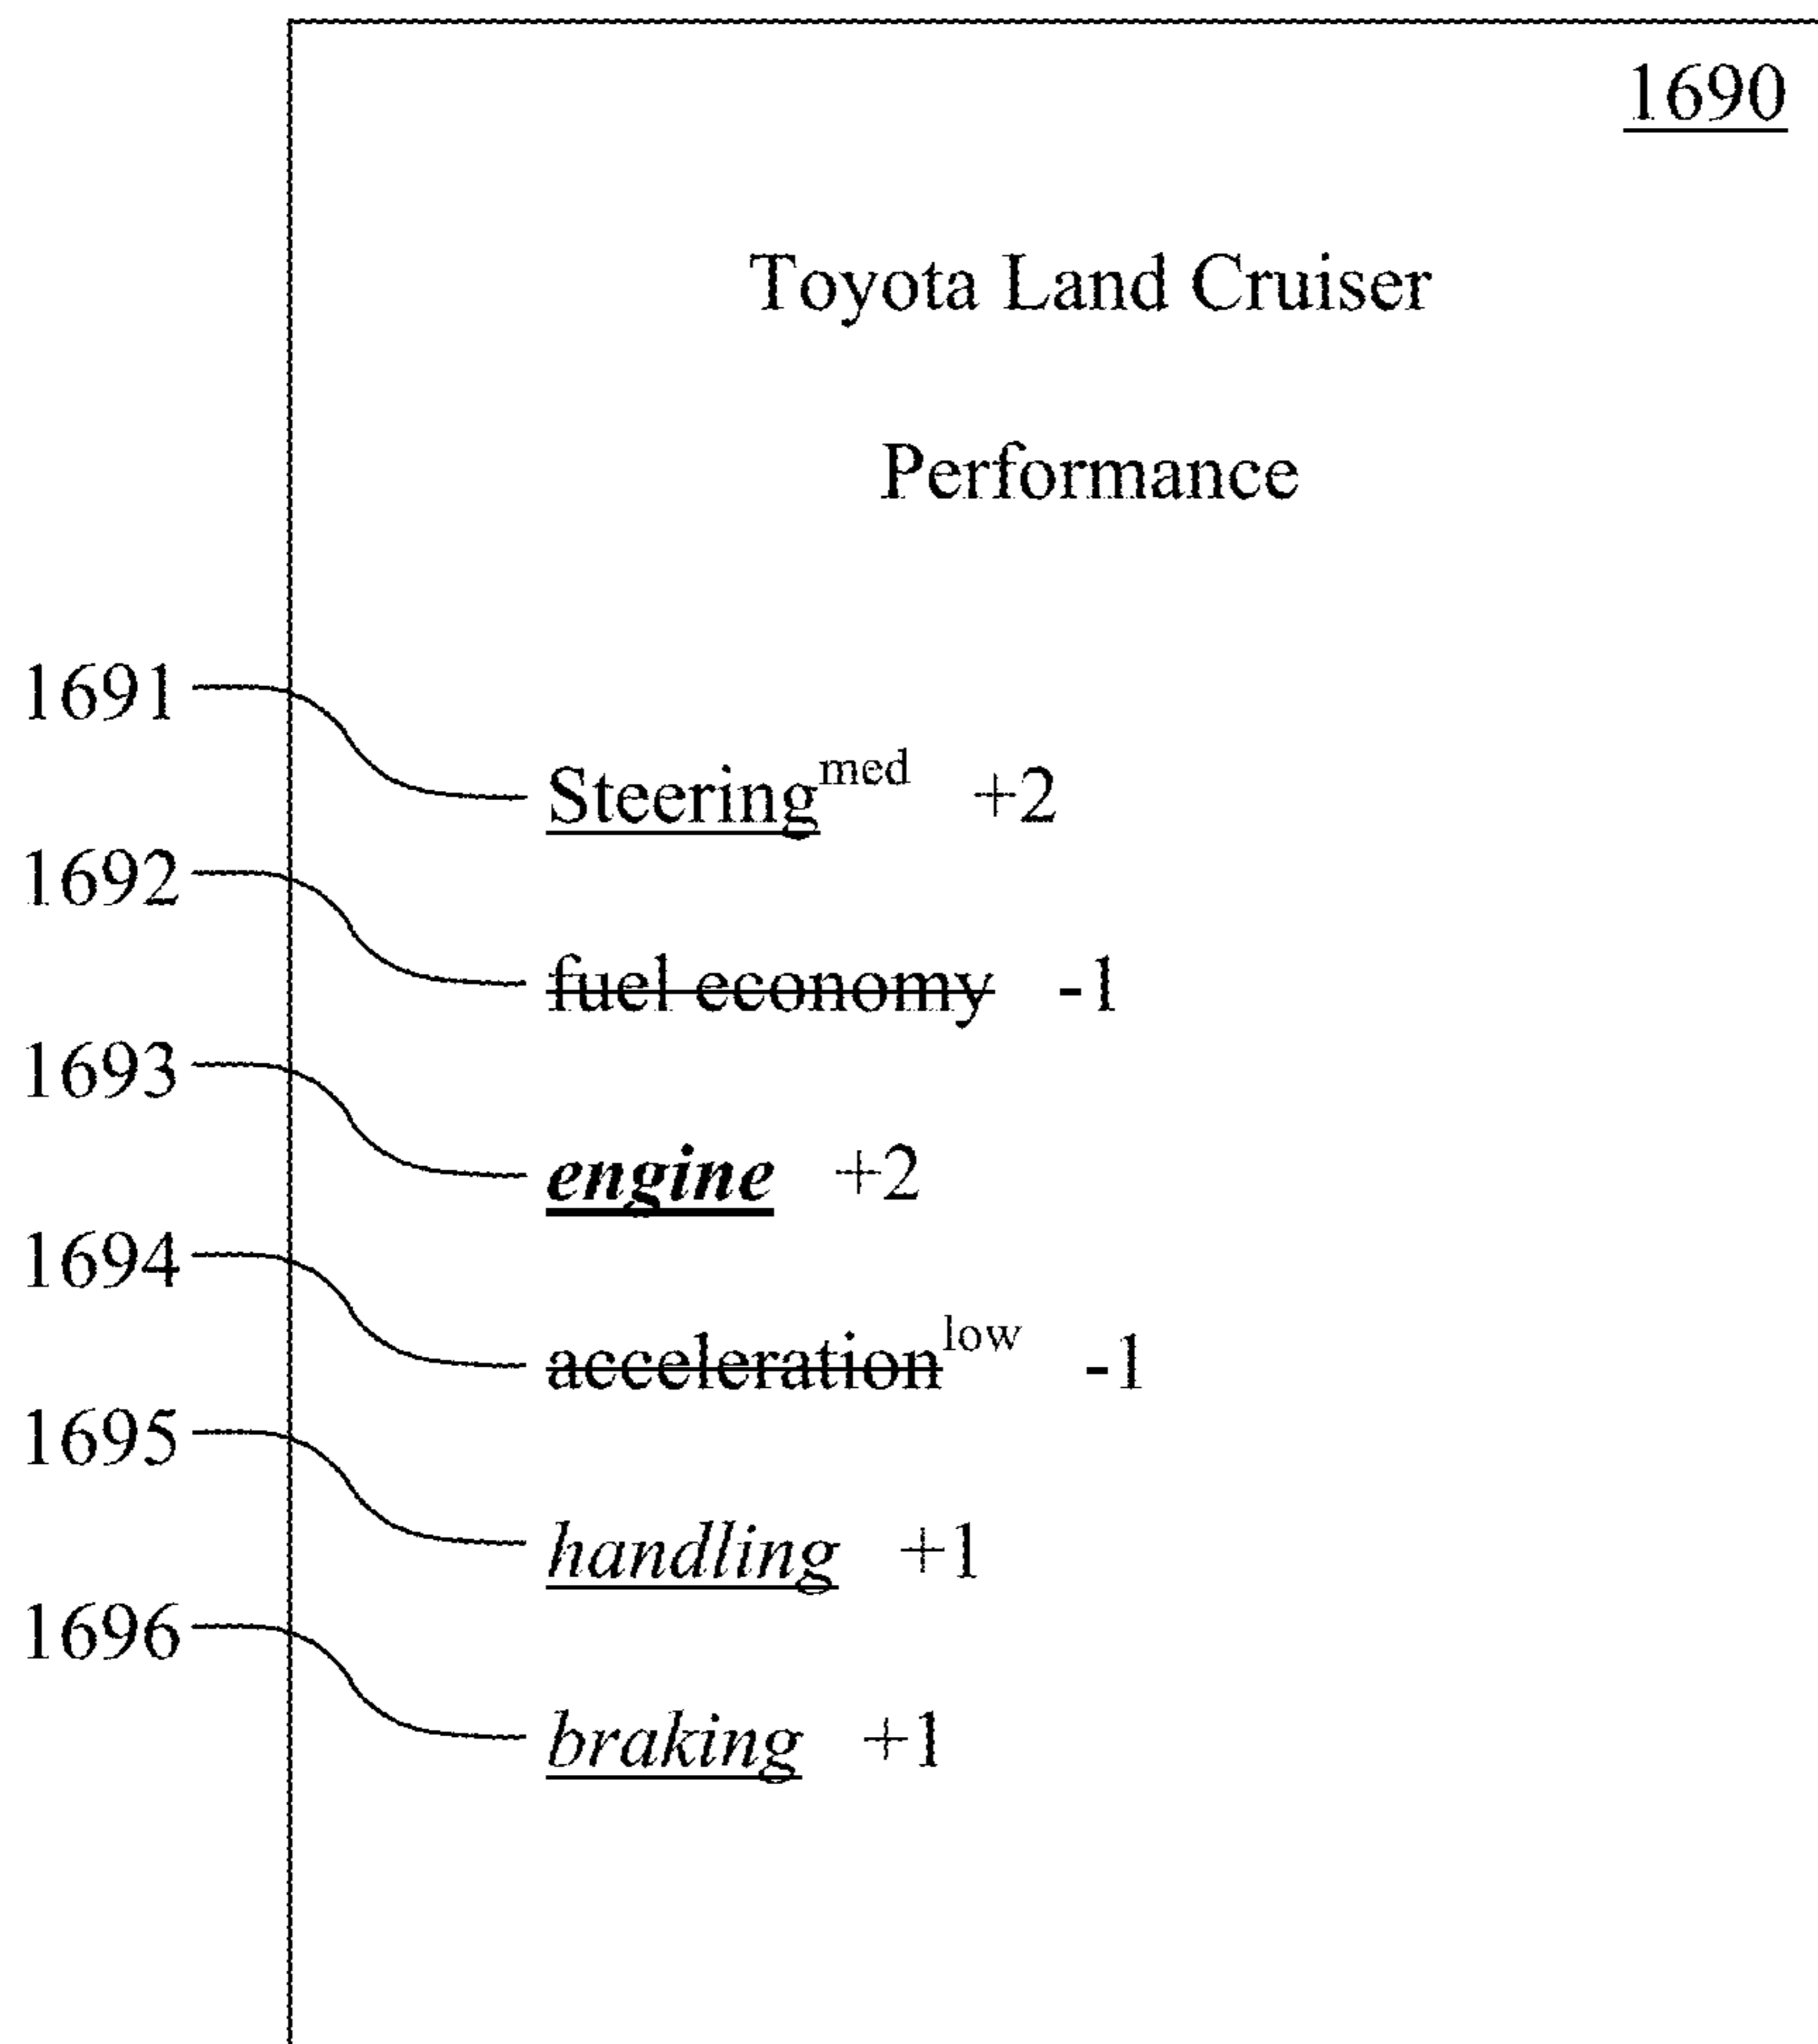 1690
Toyota Land Cruiser
Performance
1691
Steering^med +2
1692
fuel economy -1
1693
engine +2
1694
acceleration^low -1
1695
handling +1
1696
braking +1